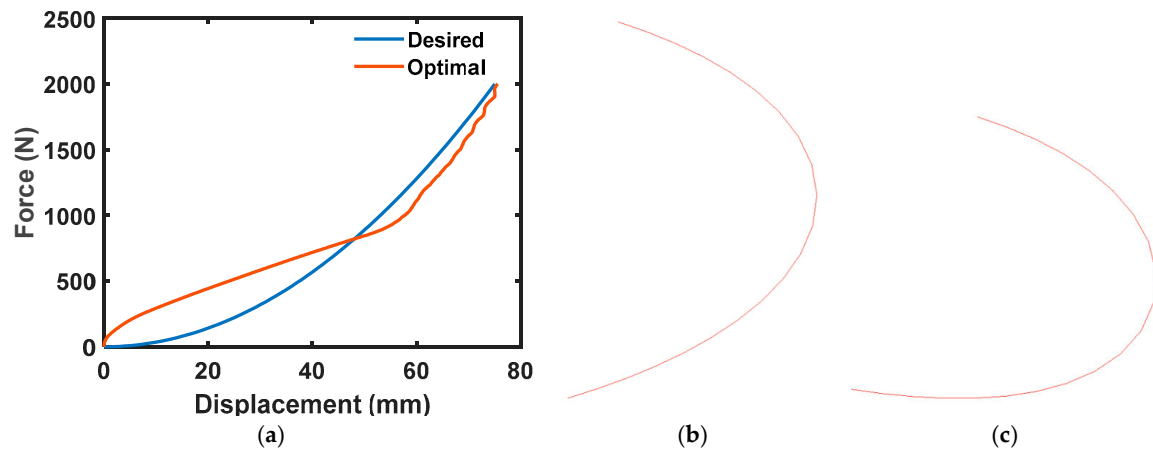 2500
2000
1500
1000
500
0
Force (N)
Desired
Optimal
0 20 40 60 80
Displacement (mm)
(a) (b) (c)